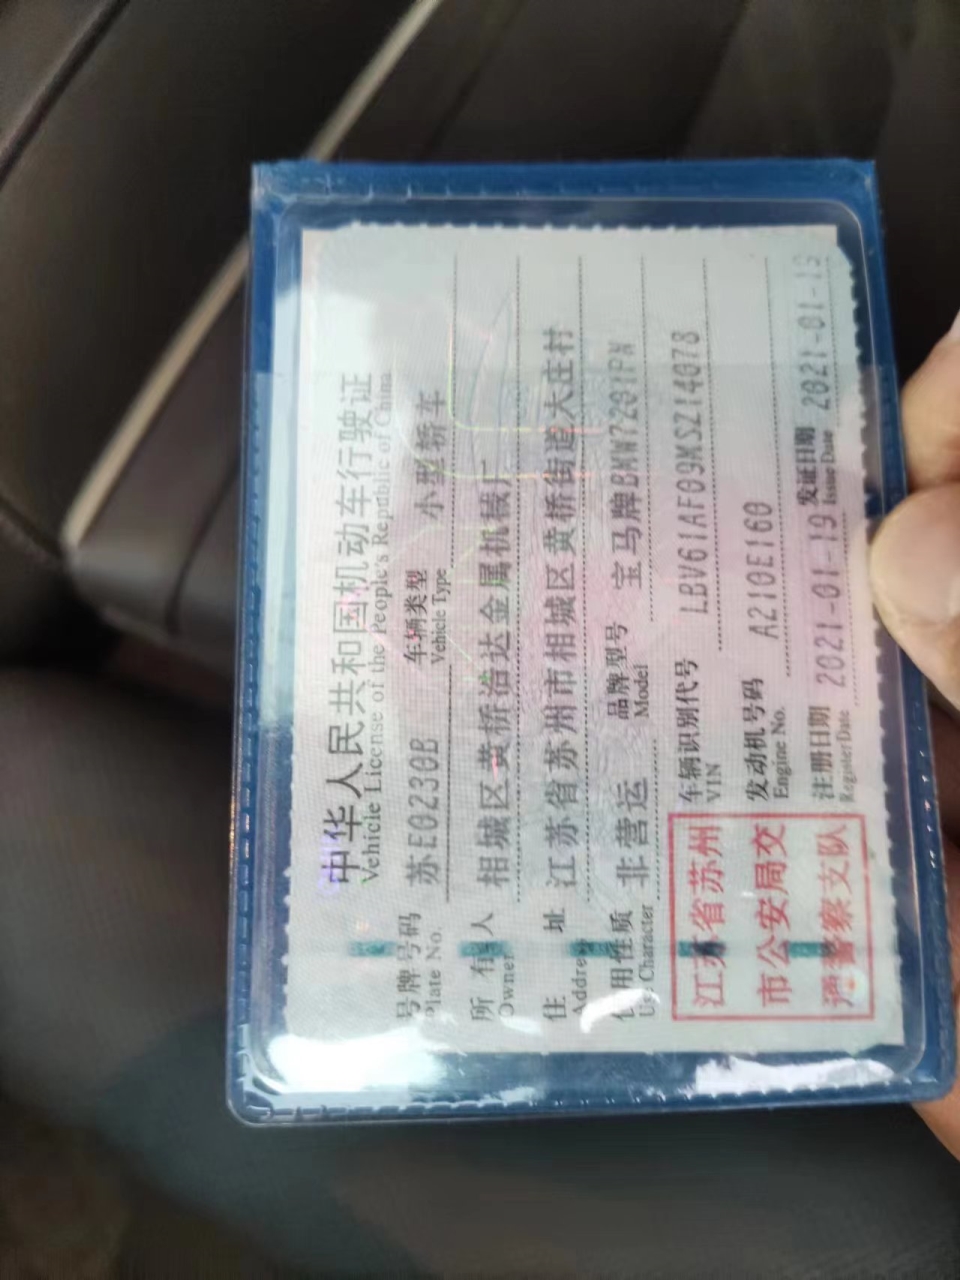 中华人民共和国机动车行驶证
Vehicle License of the People's Republic of China
号牌号码 Plate No. 苏E0230B 车辆类型 Vehicle Type 小型轿车
所有人 Owner 相城区黄桥浩达金属机械厂
住址 Address 江苏省苏州市相城区黄桥街道大庄村
使用性质 Use Character 非营运 品牌型号 Model 宝马牌BMW7201PN
江苏省苏州市公安局交通警察支队
车辆识别代号 VIN LBV61AF09KSZ14078
发动机号码 Engine No. A210E160
注册日期 Register Date 2021-01-19 发证日期 Issue Date 2021-01-19